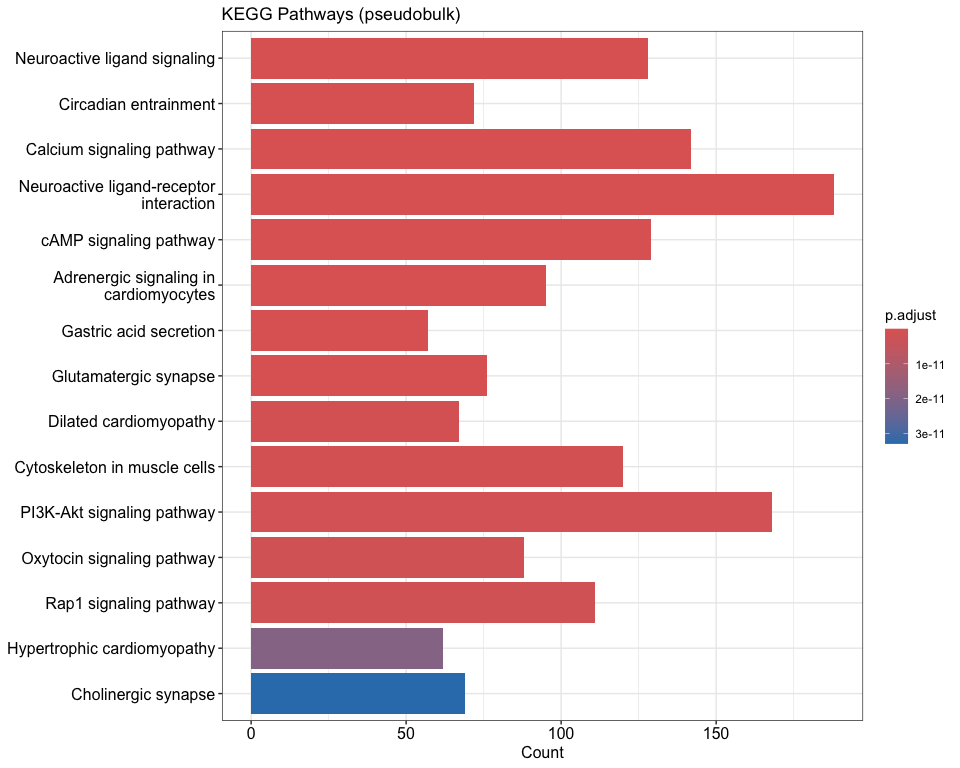 KEGG Pathways (pseudobulk)
Neuroactive ligand signaling
Circadian entrainment
Calcium signaling pathway
Neuroactive ligand-receptor
interaction
cAMP signaling pathway
Adrenergic signaling in
cardiomyocytes
Gastric acid secretion
Glutamatergic synapse
Dilated cardiomyopathy
Cytoskeleton in muscle cells
PI3K-Akt signaling pathway
Oxytocin signaling pathway
Rap1 signaling pathway
Hypertrophic cardiomyopathy
Cholinergic synapse
0 50 100 150
Count
p.adjust
1e-11
2e-11
3e-11